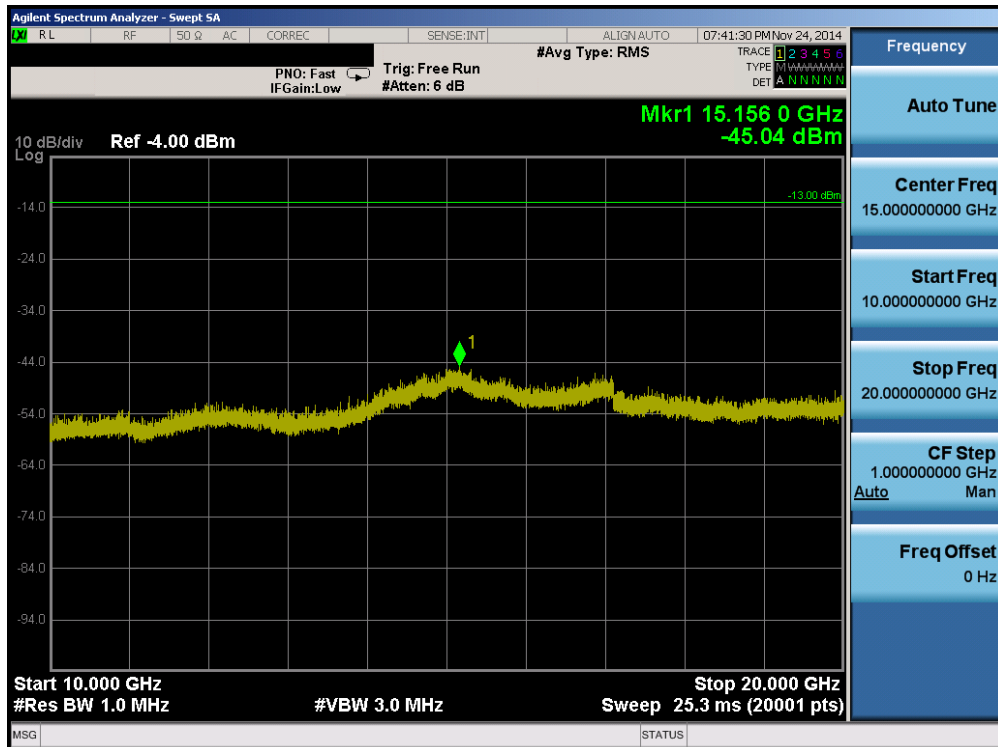 Agilent Spectrum Analyzer - Swept SA
LXI RL RF 50 Ω AC CORREC SENSE:INT ALIGN AUTO 07:41:30 PM Nov 24, 2014
#Avg Type: RMS
TRACE 1 2 3 4 5 6
TYPE M W W W W W
DET A N N N N N
PNO: Fast Trig: Free Run
IFGain:Low #Atten: 6 dB
Mkr1 15.156 0 GHz
-45.04 dBm
10 dB/div Ref -4.00 dBm
Log
-13.00 dBm
-14.0
-24.0
-34.0
1
-44.0
-54.0
-64.0
-74.0
-84.0
-94.0
Start 10.000 GHz Stop 20.000 GHz
#Res BW 1.0 MHz #VBW 3.0 MHz Sweep 25.3 ms (20001 pts)
MSG STATUS
Frequency
Auto Tune
Center Freq
15.000000000 GHz
Start Freq
10.000000000 GHz
Stop Freq
20.000000000 GHz
CF Step
1.000000000 GHz
Auto Man
Freq Offset
0 Hz